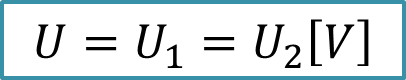 U = U₁ = U₂[V]